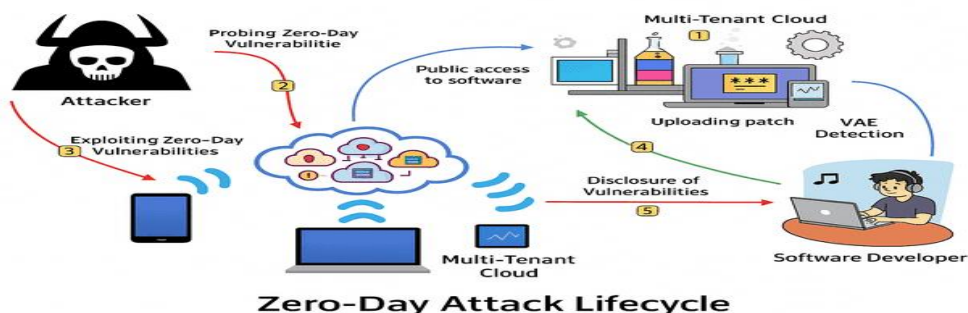 Multi-Tenant Cloud
1
Probing Zero-Day
Vulnerabilitie
2
Public access
to software
***
Attacker
Uploading patch
VAE
Detection
3
Exploiting Zero-Day
Vulnerabilities
4
Disclosure of
Vulnerabilities
5
Multi-Tenant
Cloud
Software Developer
Zero-Day Attack Lifecycle